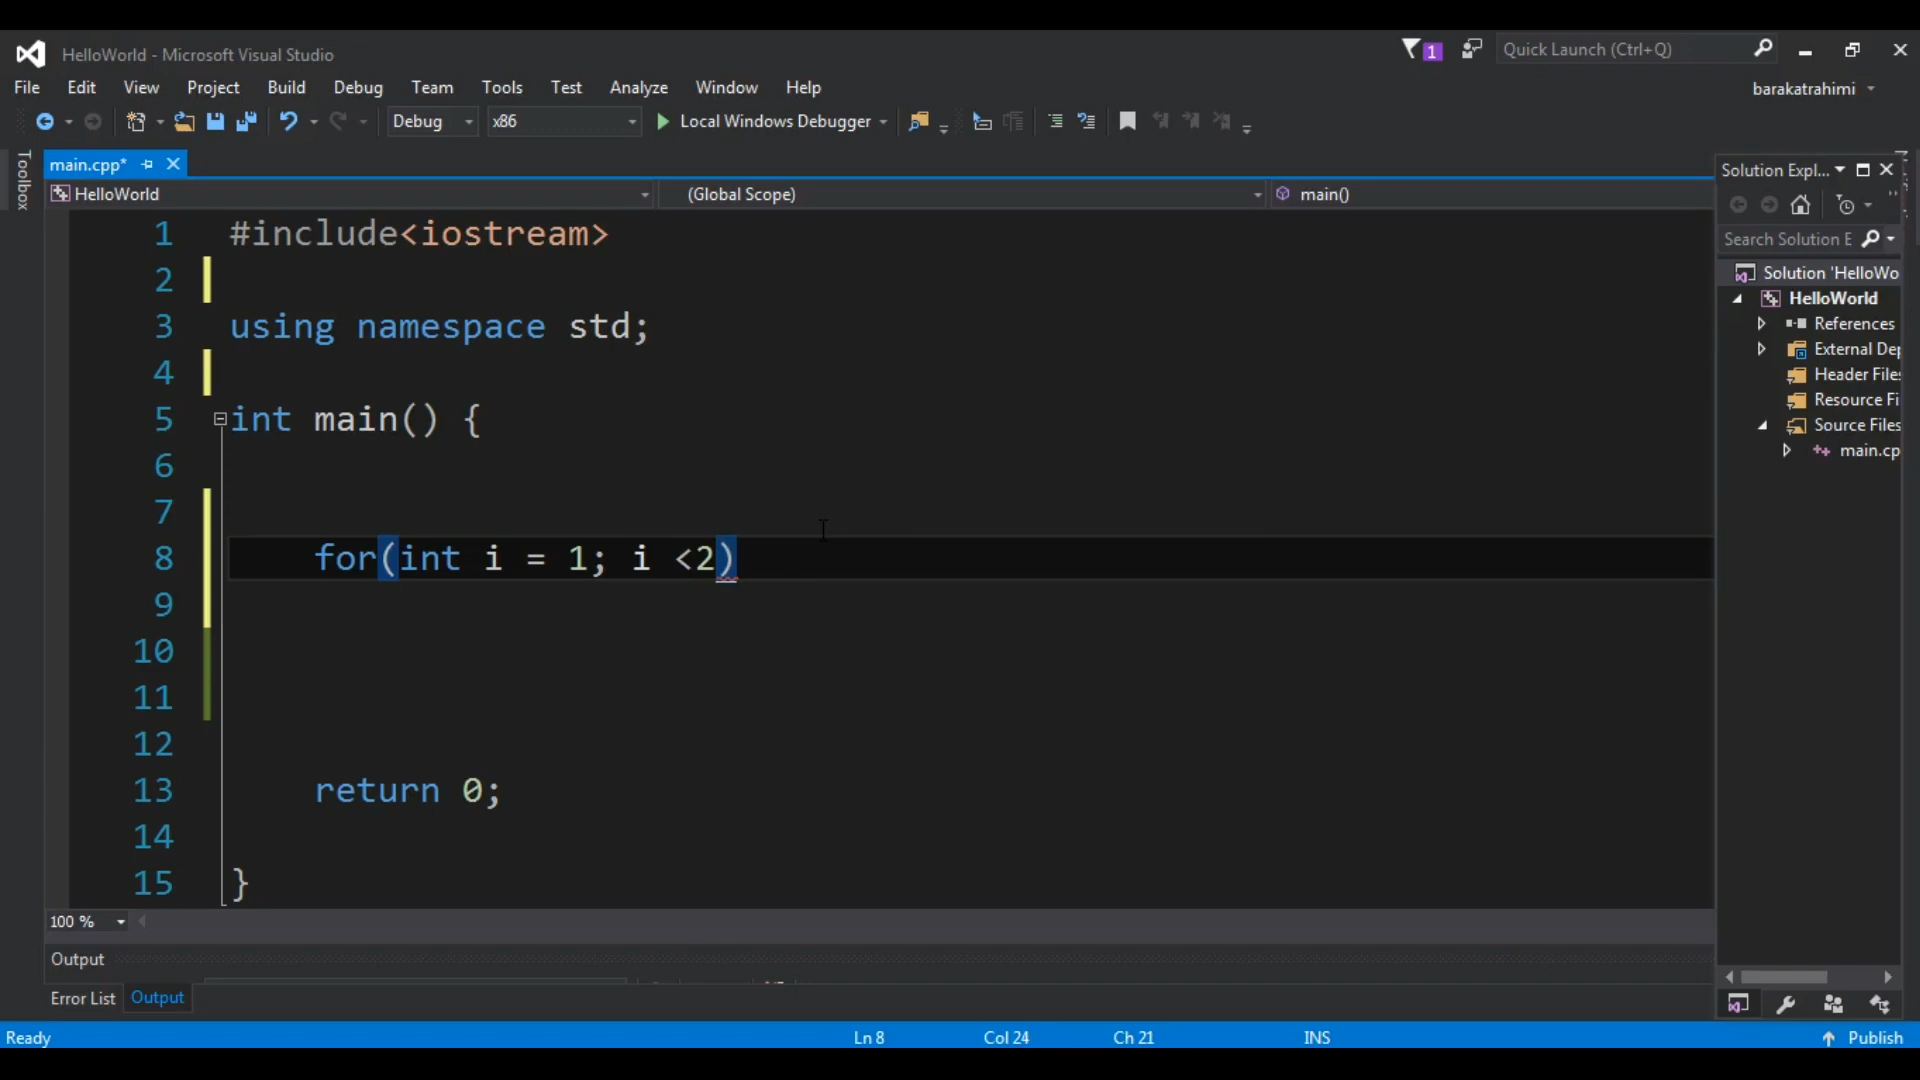 HelloWorld - Microsoft Visual Studio
1
Quick Launch (Ctrl+Q)
File Edit View Project Build Debug Team Tools Test Analyze Window Help
barakatrahimi
Debug x86 Local Windows Debugger
Toolbox
main.cpp*
HelloWorld (Global Scope) main()
1 #include<iostream>
2
3 using namespace std;
4
5 int main() {
6
7
8 for(int i = 1; i <2)
9
10
11
12
13 return 0;
14
15 }
Solution Expl...
Search Solution E
Solution 'HelloWo
HelloWorld
References
External Dep
Header Files
Resource Fi
Source Files
main.cp
100 %
Output
Error List Output
Ready Ln 8 Col 24 Ch 21 INS Publish